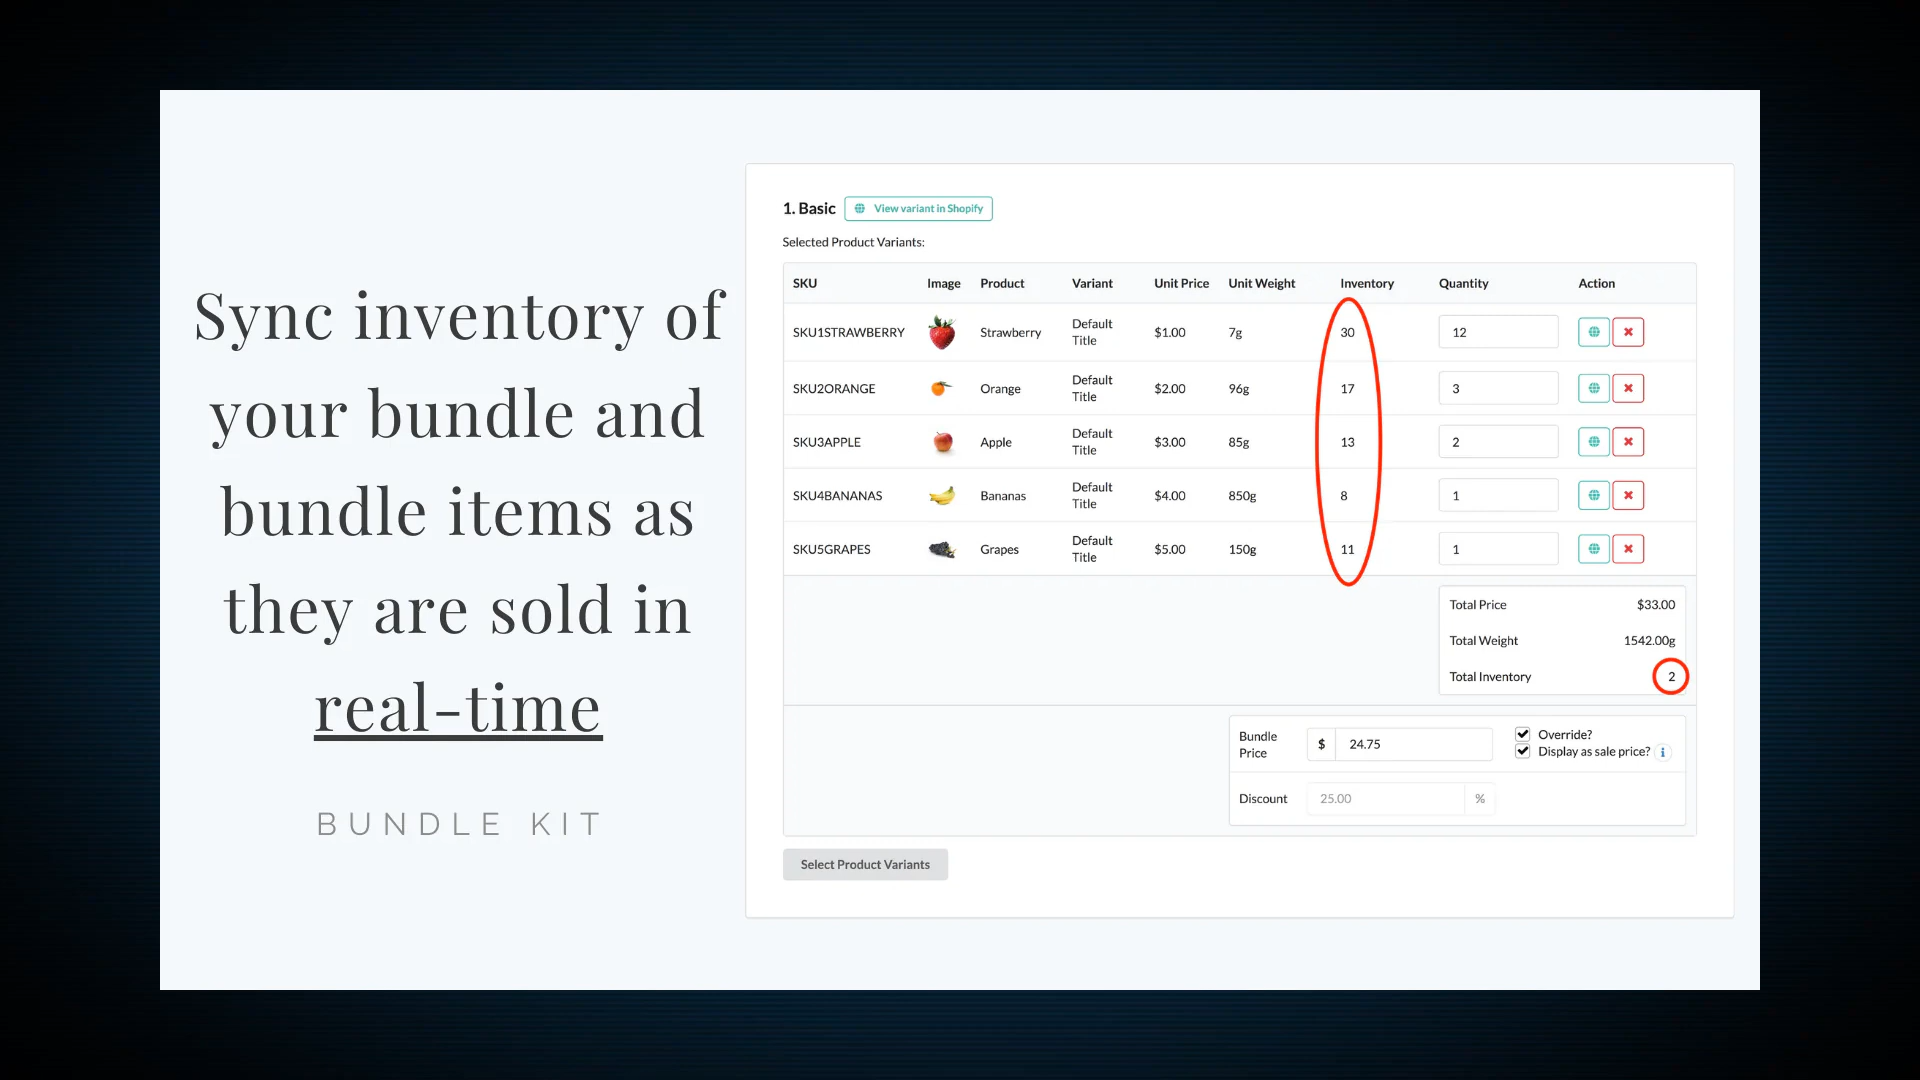 Sync inventory of
your bundle and
bundle items as
they are sold in
real-time
BUNDLE KIT
1. Basic View variant in Shopify
Selected Product Variants:
SKU Image Product Variant Unit Price Unit Weight Inventory Quantity Action
SKU1STRAWBERRY Strawberry Default Title $1.00 7g 30 12
SKU2ORANGE Orange Default Title $2.00 96g 17 3
SKU3APPLE Apple Default Title $3.00 85g 13 2
SKU4BANANAS Bananas Default Title $4.00 850g 8 1
SKU5GRAPES Grapes Default Title $5.00 150g 11 1
Total Price $33.00
Total Weight 1542.00g
Total Inventory 2
Bundle Price $ 24.75 Override?
Display as sale price? i
Discount 25.00 %
Select Product Variants